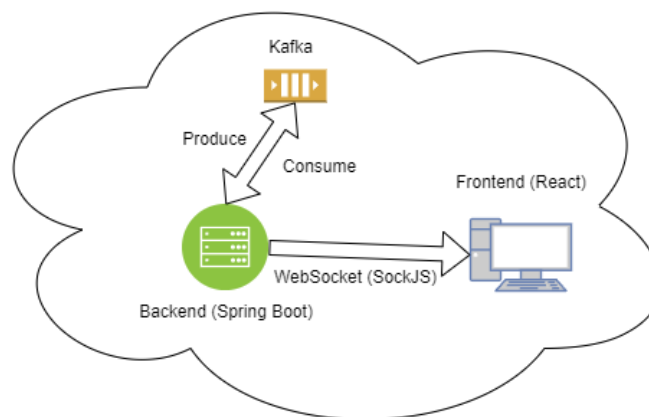 Kafka
Produce
Consume
Frontend (React)
WebSocket (SockJS)
Backend (Spring Boot)